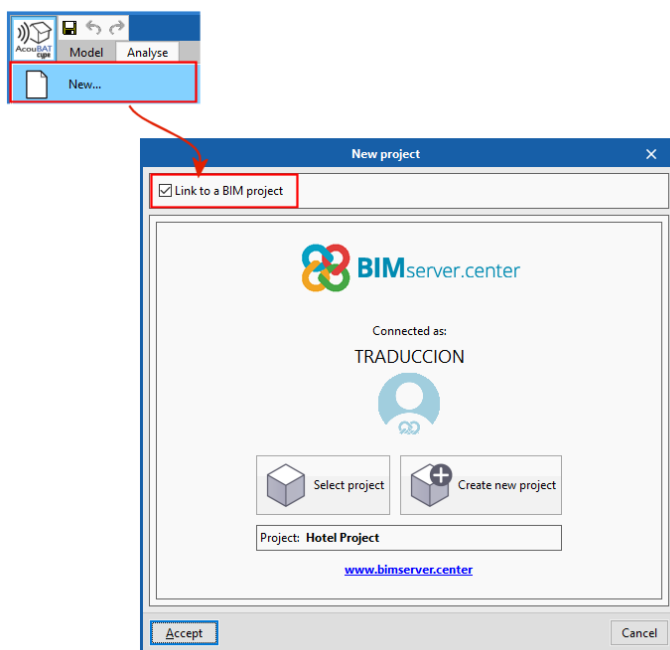 AcouBAT
cype
Model Analyse
New...
New project
Link to a BIM project
BIMserver.center
Connected as:
TRADUCCION
Select project
Create new project
Project: Hotel Project
www.bimserver.center
Accept
Cancel